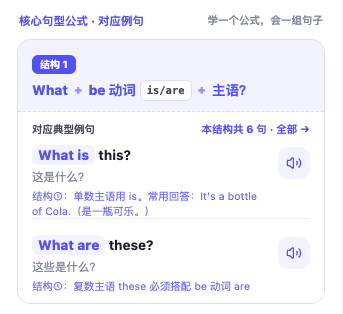 核心句型公式 · 对应例句 学一个公式，会一组句子
结构 1
What + be 动词 is/are + 主语?
对应典型例句 本结构共 6 句 · 全部 →
What is this?
这是什么?
结构①：单数主语用 is。常用回答：It's a bottle
of Cola.（是一瓶可乐。）
What are these?
这些是什么?
结构①：复数主语 these 必须搭配 be 动词 are